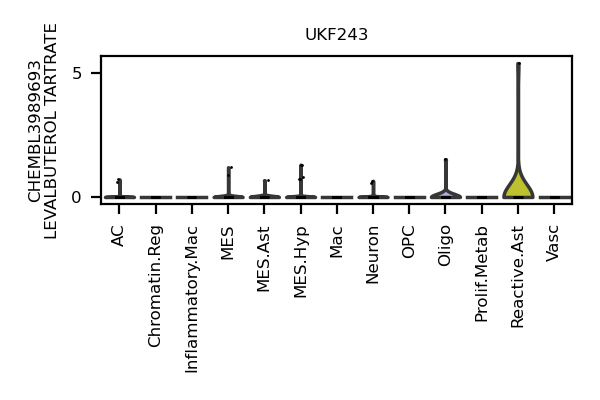 UKF243
CHEMBL3989693
LEVALBUTEROL TARTRATE
5
0
AC
Chromatin.Reg
Inflammatory.Mac
MES
MES.Ast
MES.Hyp
Mac
Neuron
OPC
Oligo
Prolif.Metab
Reactive.Ast
Vasc